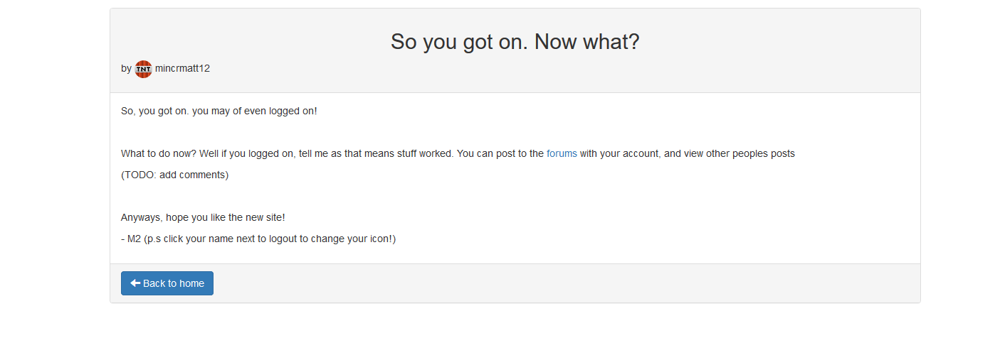 So you got on. Now what?
by TNT mincrmatt12
So, you got on. you may of even logged on!
What to do now? Well if you logged on, tell me as that means stuff worked. You can post to the forums with your account, and view other peoples posts
(TODO: add comments)
Anyways, hope you like the new site!
- M2 (p.s click your name next to logout to change your icon!)
Back to home